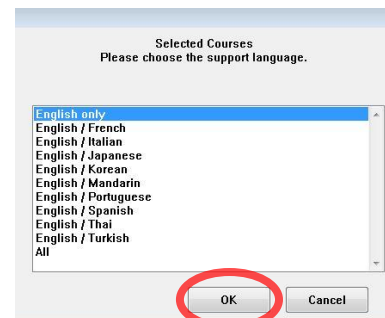 Selected Courses
Please choose the support language.
English only
English / French
English / Italian
English / Japanese
English / Korean
English / Mandarin
English / Portuguese
English / Spanish
English / Thai
English / Turkish
All
OK
Cancel